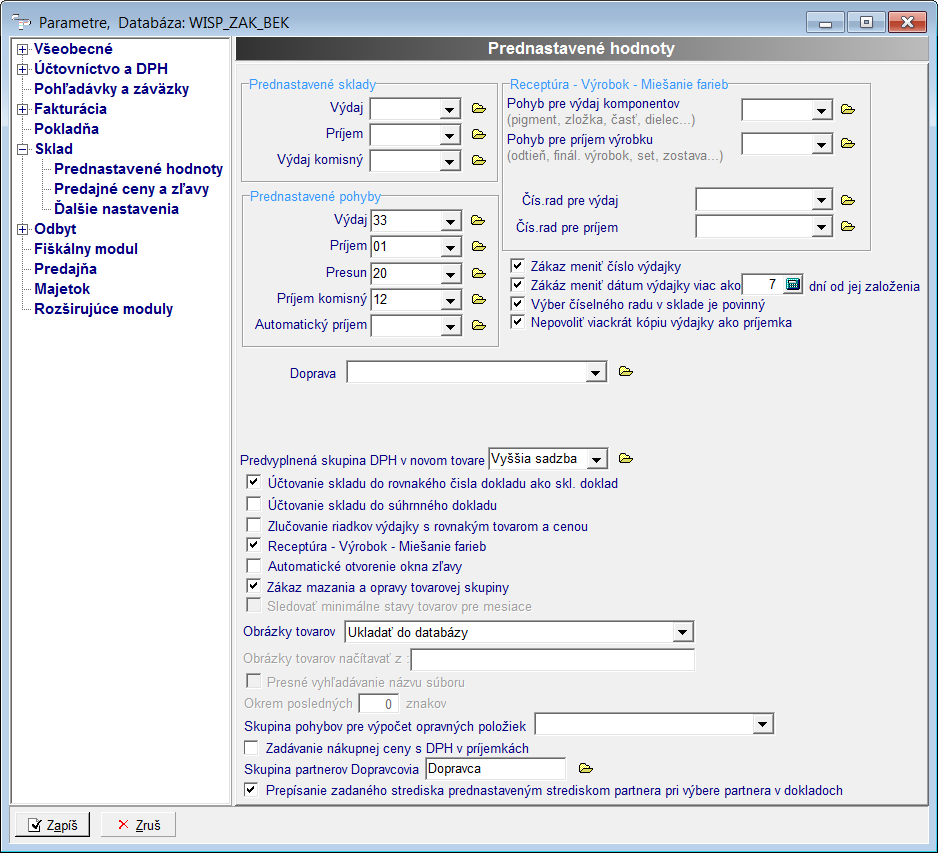 Parametre, Databáza: WISP_ZAK_BEK
Všeobecné
Účtovníctvo a DPH
Pohľadávky a záväzky
Fakturácia
Pokladňa
Sklad
Prednastavené hodnoty
Predajné ceny a zľavy
Ďalšie nastavenia
Odbyt
Fiškálny modul
Predajňa
Majetok
Rozširujúce moduly
Prednastavené hodnoty
Prednastavené sklady
Výdaj
Príjem
Výdaj komisný
Prednastavené pohyby
Výdaj 33
Príjem 01
Presun 20
Príjem komisný 12
Automatický príjem
Receptúra - Výrobok - Miešanie farieb
Pohyb pre výdaj komponentov
(pigment, zložka, časť, dielec...)
Pohyb pre príjem výrobku
(odtieň, finál. výrobok, set, zostava...)
Čís.rad pre výdaj
Čís.rad pre príjem
Zákaz meniť číslo výdajky
Zákáz meniť dátum výdajky viac ako 7 dní od jej založenia
Výber číselného radu v sklade je povinný
Nepovoliť viackrát kópiu výdajky ako príjemka
Doprava
Predvyplnená skupina DPH v novom tovare Vyššia sadzba
Účtovanie skladu do rovnakého čisla dokladu ako skl. doklad
Účtovanie skladu do súhrnného dokladu
Zlučovanie riadkov výdajky s rovnakým tovarom a cenou
Receptúra - Výrobok - Miešanie farieb
Automatické otvorenie okna zľavy
Zákaz mazania a opravy tovarovej skupiny
Sledovať minimálne stavy tovarov pre mesiace
Obrázky tovarov Ukladať do databázy
Obrázky tovarov načítavať z :
Presné vyhľadávanie názvu súboru
Okrem posledných 0 znakov
Skupina pohybov pre výpočet opravných položiek
Zadávanie nákupnej ceny s DPH v príjemkách
Skupina partnerov Dopravcovia Dopravca
Prepísanie zadaného strediska prednastaveným strediskom partnera pri výbere partnera v dokladoch
Zapíš
Zruš